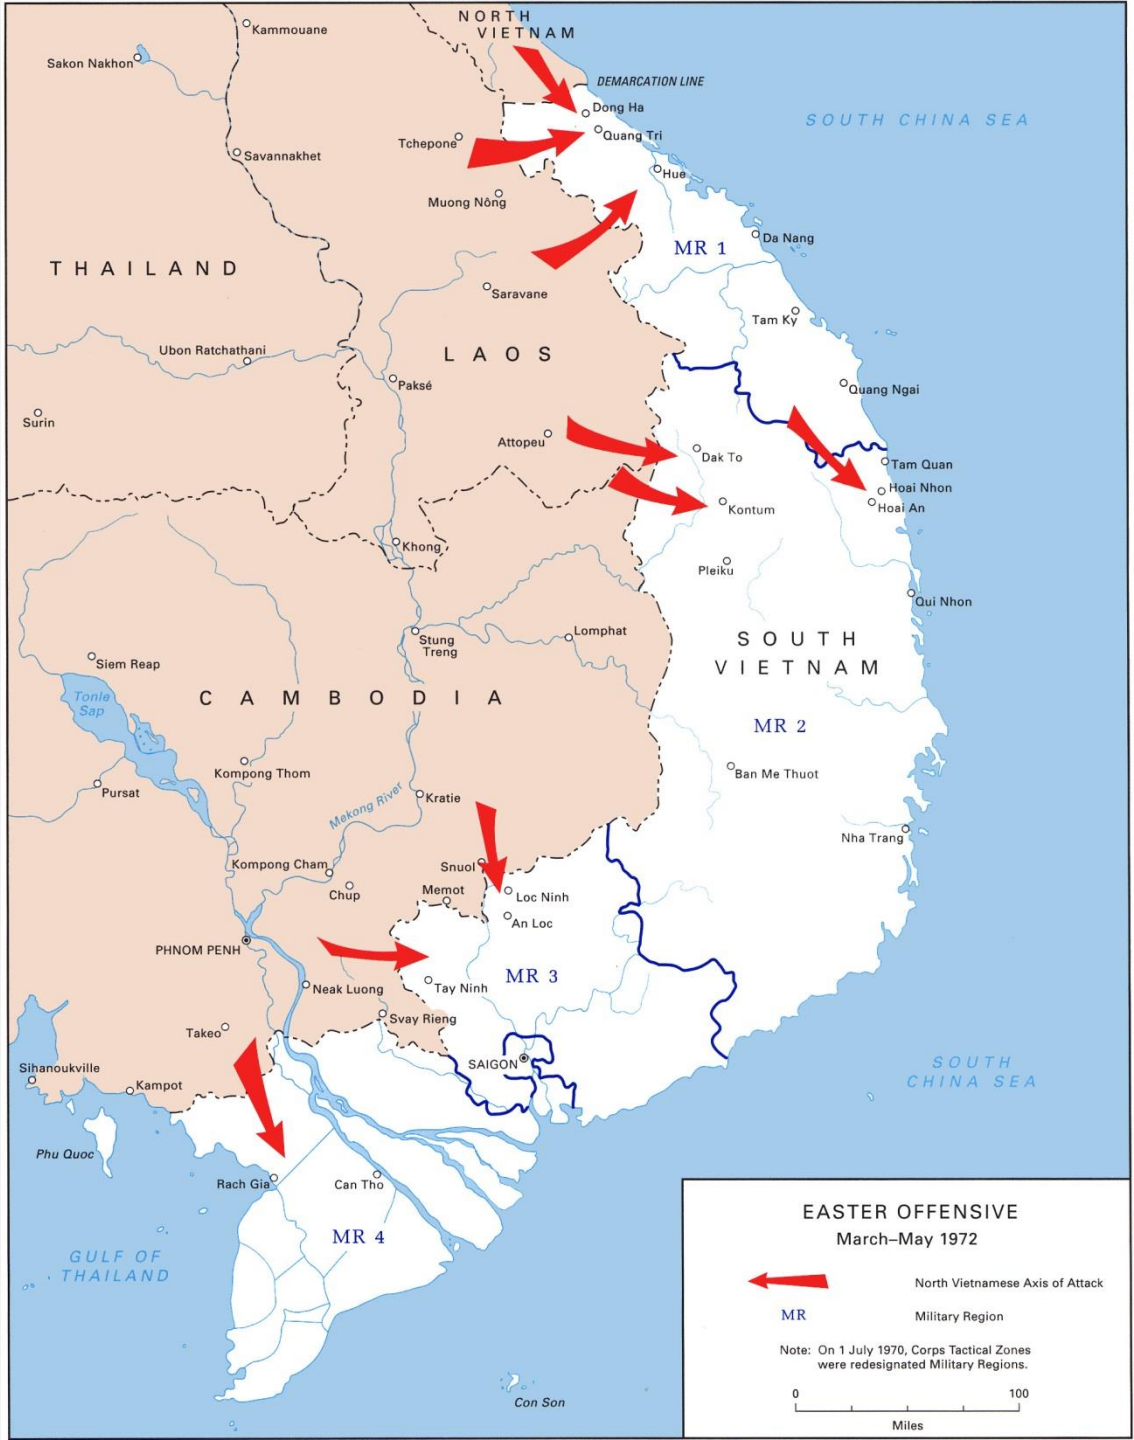 NORTH
VIETNAM
Kammouane
Sakon Nakhon
DEMARCATION LINE
Dong Ha
SOUTH CHINA SEA
Quang Tri
Tchepone
Savannakhet
Hue
Muong Nông
Da Nang
MR 1
THAILAND
Saravane
Tam Ky
Ubon Ratchathani
LAOS
Paksé
Quang Ngai
Surin
Attopeu
Dak To
Tam Quan
Hoai Nhon
Hoai An
Kontum
Khong
Pleiku
Qui Nhon
Stung
Treng
Lomphat
SOUTH
VIETNAM
Siem Reap
Tonle
Sap
CAMBODIA
MR 2
Kompong Thom
Ban Me Thuot
Pursat
Mekong River
Kratie
Nha Trang
Kompong Cham
Snuol
Chup
Memot
Loc Ninh
An Loc
PHNOM PENH
MR 3
Neak Luong
Tay Ninh
Svay Rieng
Takeo
SAIGON
SOUTH
CHINA SEA
Sihanoukville
Kampot
Phu Quoc
Rach Gia
Can Tho
MR 4
GULF OF
THAILAND
Con Son
EASTER OFFENSIVE
March–May 1972
North Vietnamese Axis of Attack
MR Military Region
Note: On 1 July 1970, Corps Tactical Zones
were redesignated Military Regions.
0 100
Miles